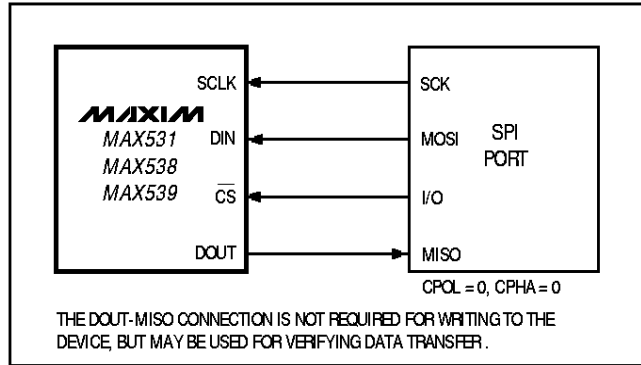 SCLK SCK
MAXIM
MAX531 DIN MOSI SPI
MAX538 PORT
MAX539 CS I/O
DOUT MISO
CPOL = 0, CPHA = 0
THE DOUT-MISO CONNECTION IS NOT REQUIRED FOR WRITING TO THE
DEVICE, BUT MAY BE USED FOR VERIFYING DATA TRANSFER.